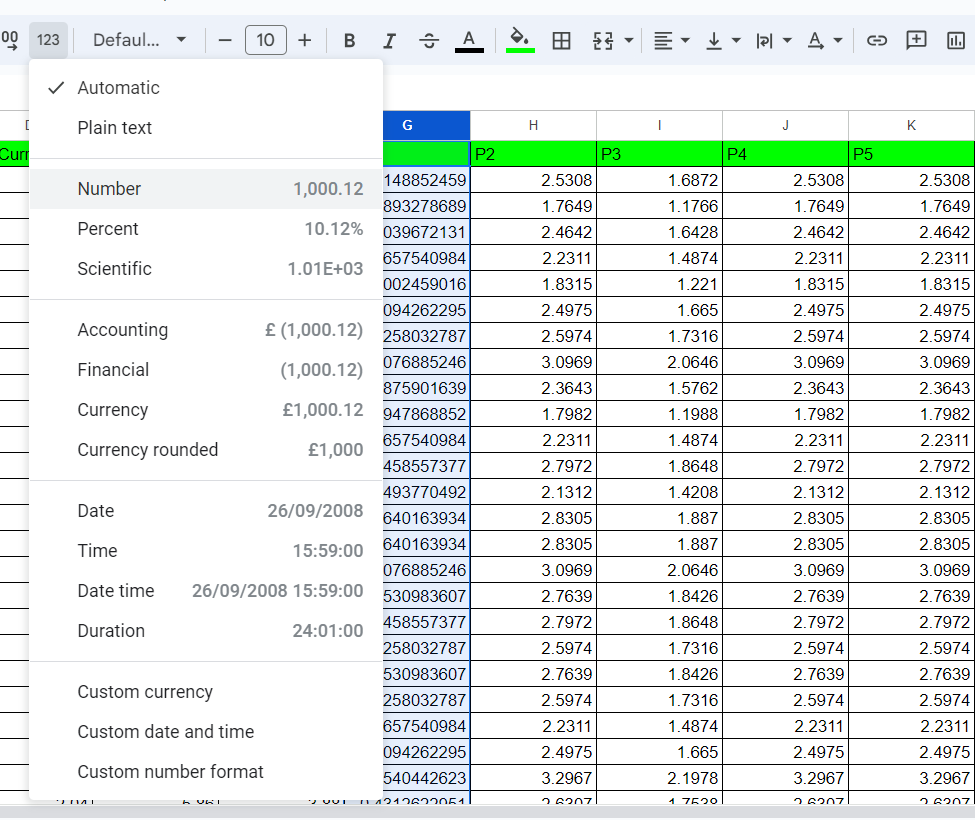 00
123
Defaul...
10
B
I
A
A
Automatic
Plain text
Number 1,000.12
Percent 10.12%
Scientific 1.01E+03
Accounting £ (1,000.12)
Financial (1,000.12)
Currency £1,000.12
Currency rounded £1,000
Date 26/09/2008
Time 15:59:00
Date time 26/09/2008 15:59:00
Duration 24:01:00
Custom currency
Custom date and time
Custom number format
G H I J K
Curr P2 P3 P4 P5
148852459 2.5308 1.6872 2.5308 2.5308
893278689 1.7649 1.1766 1.7649 1.7649
039672131 2.4642 1.6428 2.4642 2.4642
657540984 2.2311 1.4874 2.2311 2.2311
002459016 1.8315 1.221 1.8315 1.8315
094262295 2.4975 1.665 2.4975 2.4975
258032787 2.5974 1.7316 2.5974 2.5974
076885246 3.0969 2.0646 3.0969 3.0969
875901639 2.3643 1.5762 2.3643 2.3643
947868852 1.7982 1.1988 1.7982 1.7982
657540984 2.2311 1.4874 2.2311 2.2311
458557377 2.7972 1.8648 2.7972 2.7972
493770492 2.1312 1.4208 2.1312 2.1312
640163934 2.8305 1.887 2.8305 2.8305
640163934 2.8305 1.887 2.8305 2.8305
076885246 3.0969 2.0646 3.0969 3.0969
530983607 2.7639 1.8426 2.7639 2.7639
458557377 2.7972 1.8648 2.7972 2.7972
258032787 2.5974 1.7316 2.5974 2.5974
530983607 2.7639 1.8426 2.7639 2.7639
258032787 2.5974 1.7316 2.5974 2.5974
657540984 2.2311 1.4874 2.2311 2.2311
094262295 2.4975 1.665 2.4975 2.4975
540442623 3.2967 2.1978 3.2967 3.2967
2.6307 1.7538 2.6307 2.6307